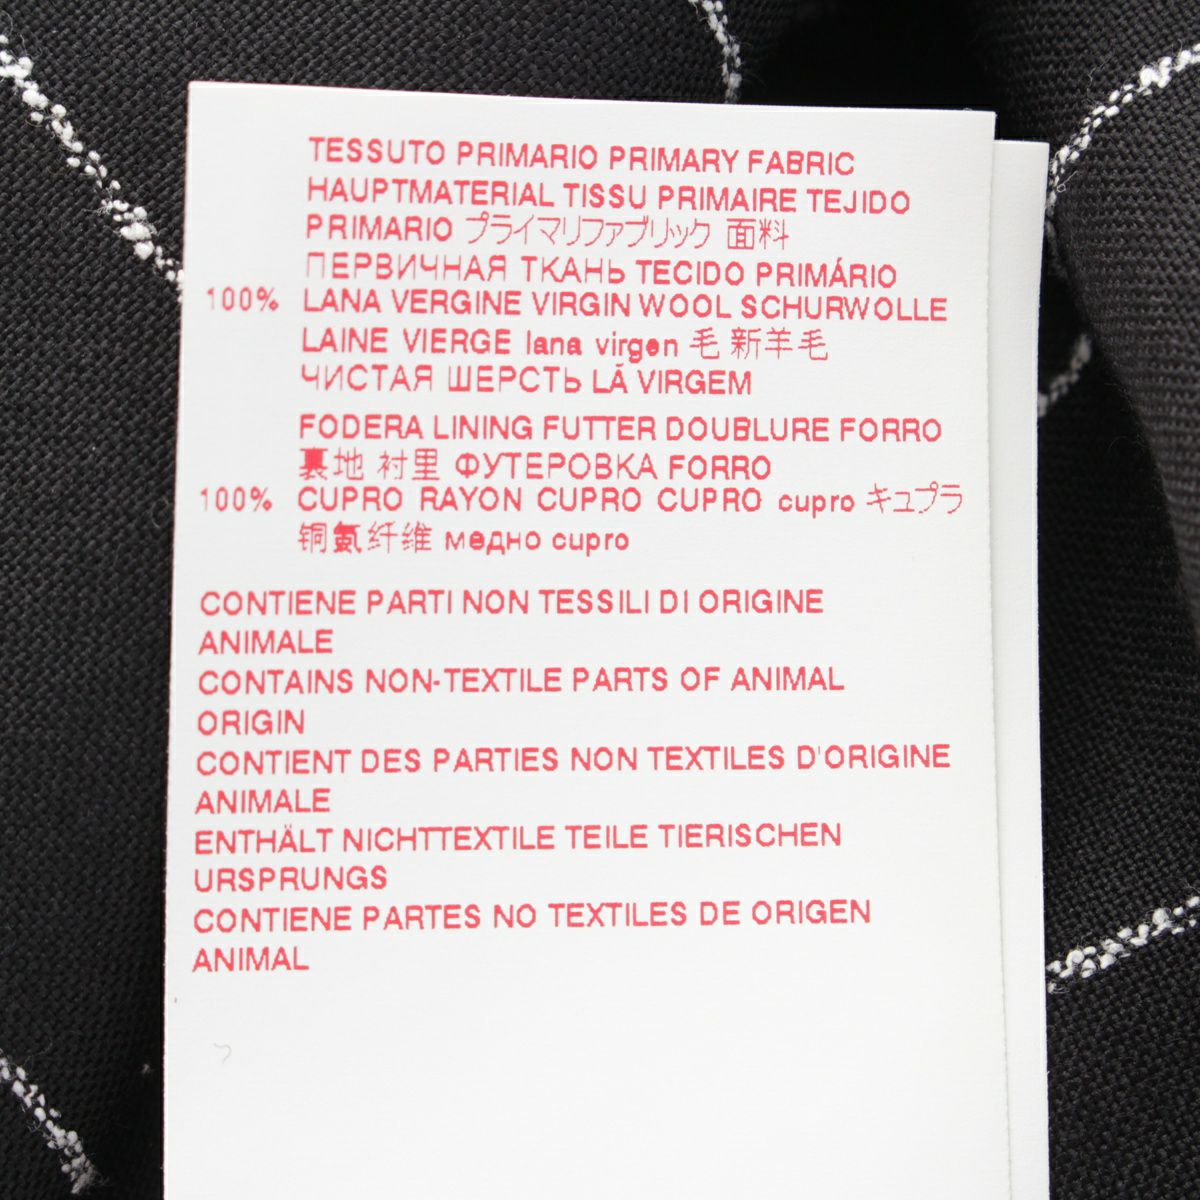 TESSUTO PRIMARIO PRIMARY FABRIC
HAUPTMATERIAL TISSU PRIMAIRE TEJIDO
PRIMARIO プライマリファブリック 面料
ПЕРВИЧНАЯ ТКАНЬ TECIDO PRIMÁRIO
100% LANA VERGINE VIRGIN WOOL SCHURWOLLE
LAINE VIERGE lana virgen 毛 新羊毛
ЧИСТАЯ ШЕРСТЬ LÃ VIRGEM
FODERA LINING FUTTER DOUBLURE FORRO
裏地 衬里 ФУТЕРОВКА FORRO
100% CUPRO RAYON CUPRO CUPRO cupro キュプラ
铜氨纤维 медно cupro
CONTIENE PARTI NON TESSILI DI ORIGINE
ANIMALE
CONTAINS NON-TEXTILE PARTS OF ANIMAL
ORIGIN
CONTIENT DES PARTIES NON TEXTILES D'ORIGINE
ANIMALE
ENTHÄLT NICHTTEXTILE TEILE TIERISCHEN
URSPRUNGS
CONTIENE PARTES NO TEXTILES DE ORIGEN
ANIMAL